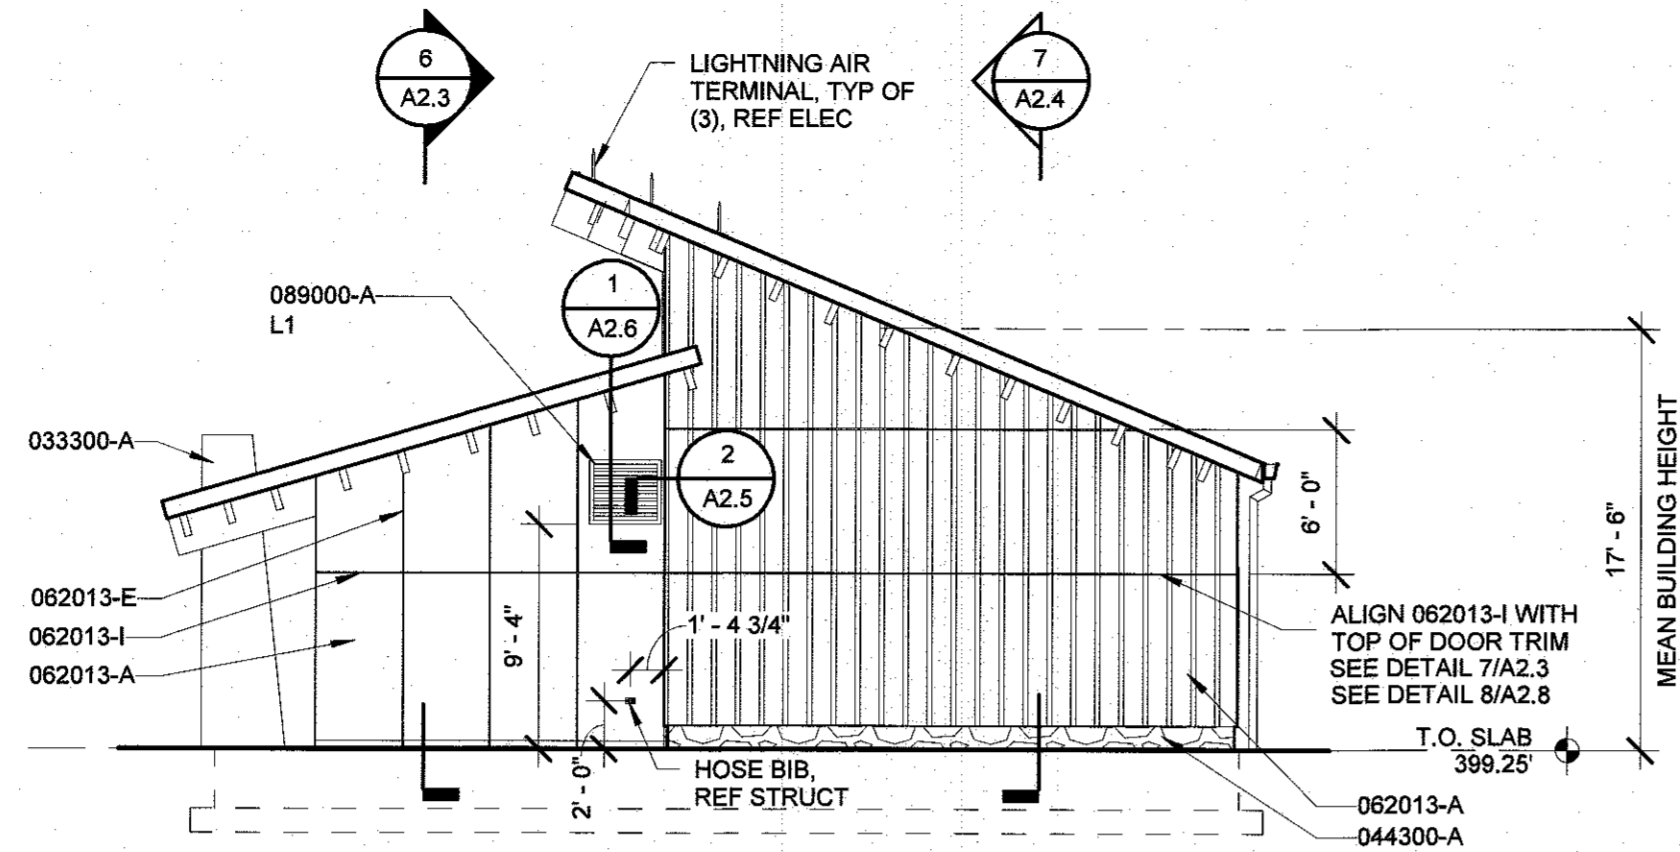 6
A2.3
LIGHTNING AIR
TERMINAL, TYP OF
(3), REF ELEC
7
A2.4
089000-A
L1
1
A2.6
033300-A
2
A2.5
6' - 0"
17' - 6"
MEAN BUILDING HEIGHT
062013-E
062013-I
062013-A
9' - 4"
1' - 4 3/4"
ALIGN 062013-I WITH
TOP OF DOOR TRIM
SEE DETAIL 7/A2.3
SEE DETAIL 8/A2.8
T.O. SLAB
399.25'
2' - 0"
HOSE BIB,
REF STRUCT
062013-A
044300-A